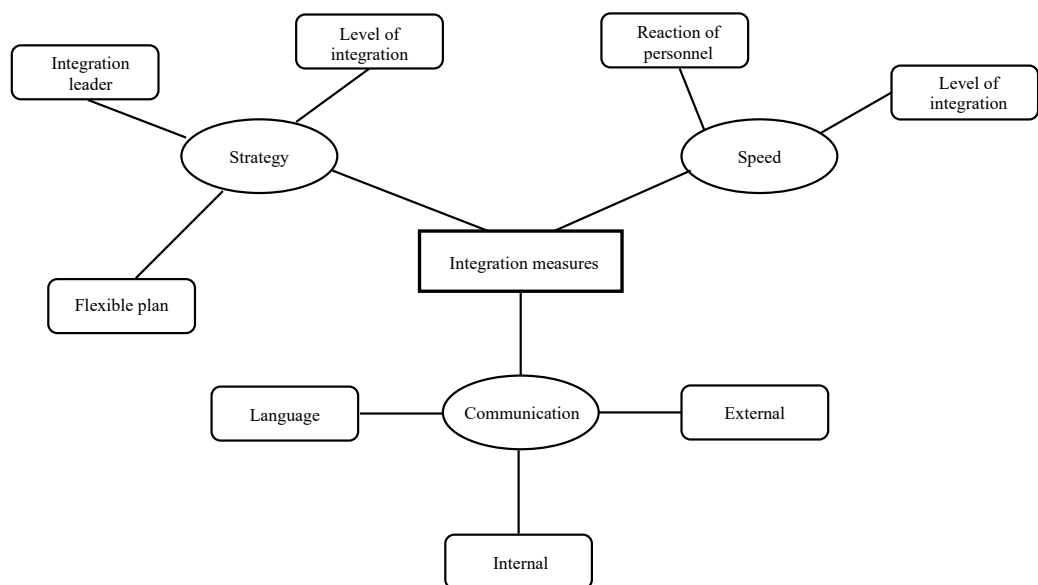 Integration
leader
Level of
integration
Reaction of
personnel
Level of
integration
Strategy
Speed
Integration measures
Flexible plan
Language
Communication
External
Internal